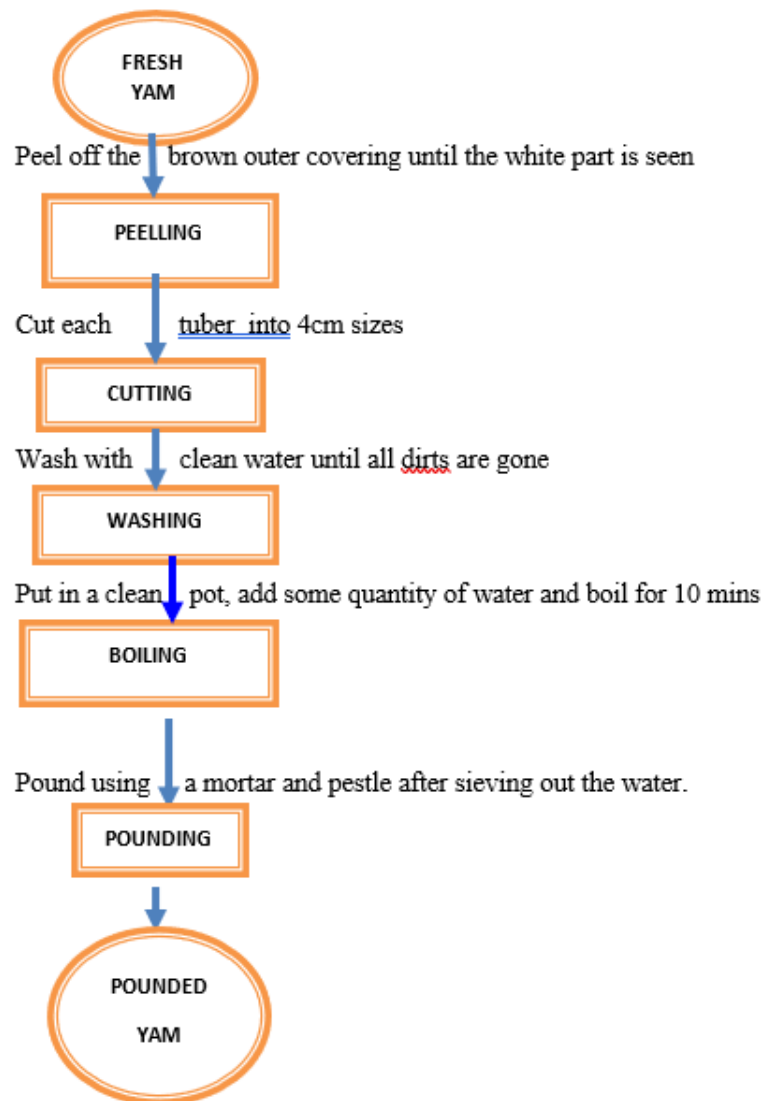 FRESH
YAM
Peel off the brown outer covering until the white part is seen
PEELLING
Cut each tuber into 4cm sizes
CUTTING
Wash with clean water until all dirts are gone
WASHING
Put in a clean pot, add some quantity of water and boil for 10 mins
BOILING
Pound using a mortar and pestle after sieving out the water.
POUNDING
POUNDED
YAM